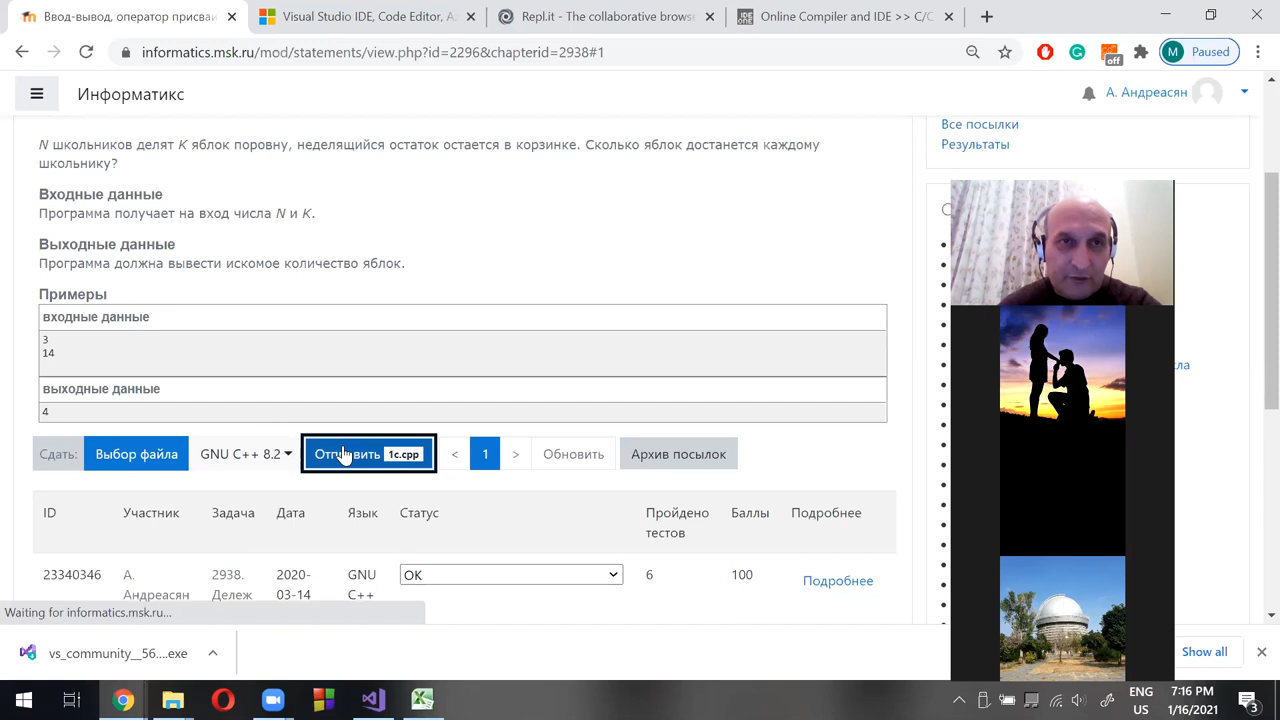 Ввод-вывод, оператор присваи
Visual Studio IDE, Code Editor, A
Repl.it - The collaborative brows
Online Compiler and IDE >> C/C
informatics.msk.ru/mod/statements/view.php?id=2296&chapterid=2938#1
off
M Paused
Информатикс
А. Андреасян
N школьников делят K яблок поровну, неделящийся остаток остается в корзинке. Сколько яблок достанется каждому
школьнику?
Входные данные
Программа получает на вход числа N и K.
Выходные данные
Программа должна вывести искомое количество яблок.
Примеры
входные данные
3
14
выходные данные
4
Все посылки
Результаты
Сдать: Выбор файла GNU C++ 8.2 Отправить 1c.cpp < 1 > Обновить Архив посылок
ID Участник Задача Дата Язык Статус Пройдено тестов Баллы Подробнее
23340346 А. Андреасян 2938. Дележ 2020-03-14 GNU C++ OK 6 100 Подробнее
Waiting for informatics.msk.ru...
vs_community__56....exe
Show all
ENG
US
7:16 PM
1/16/2021
3